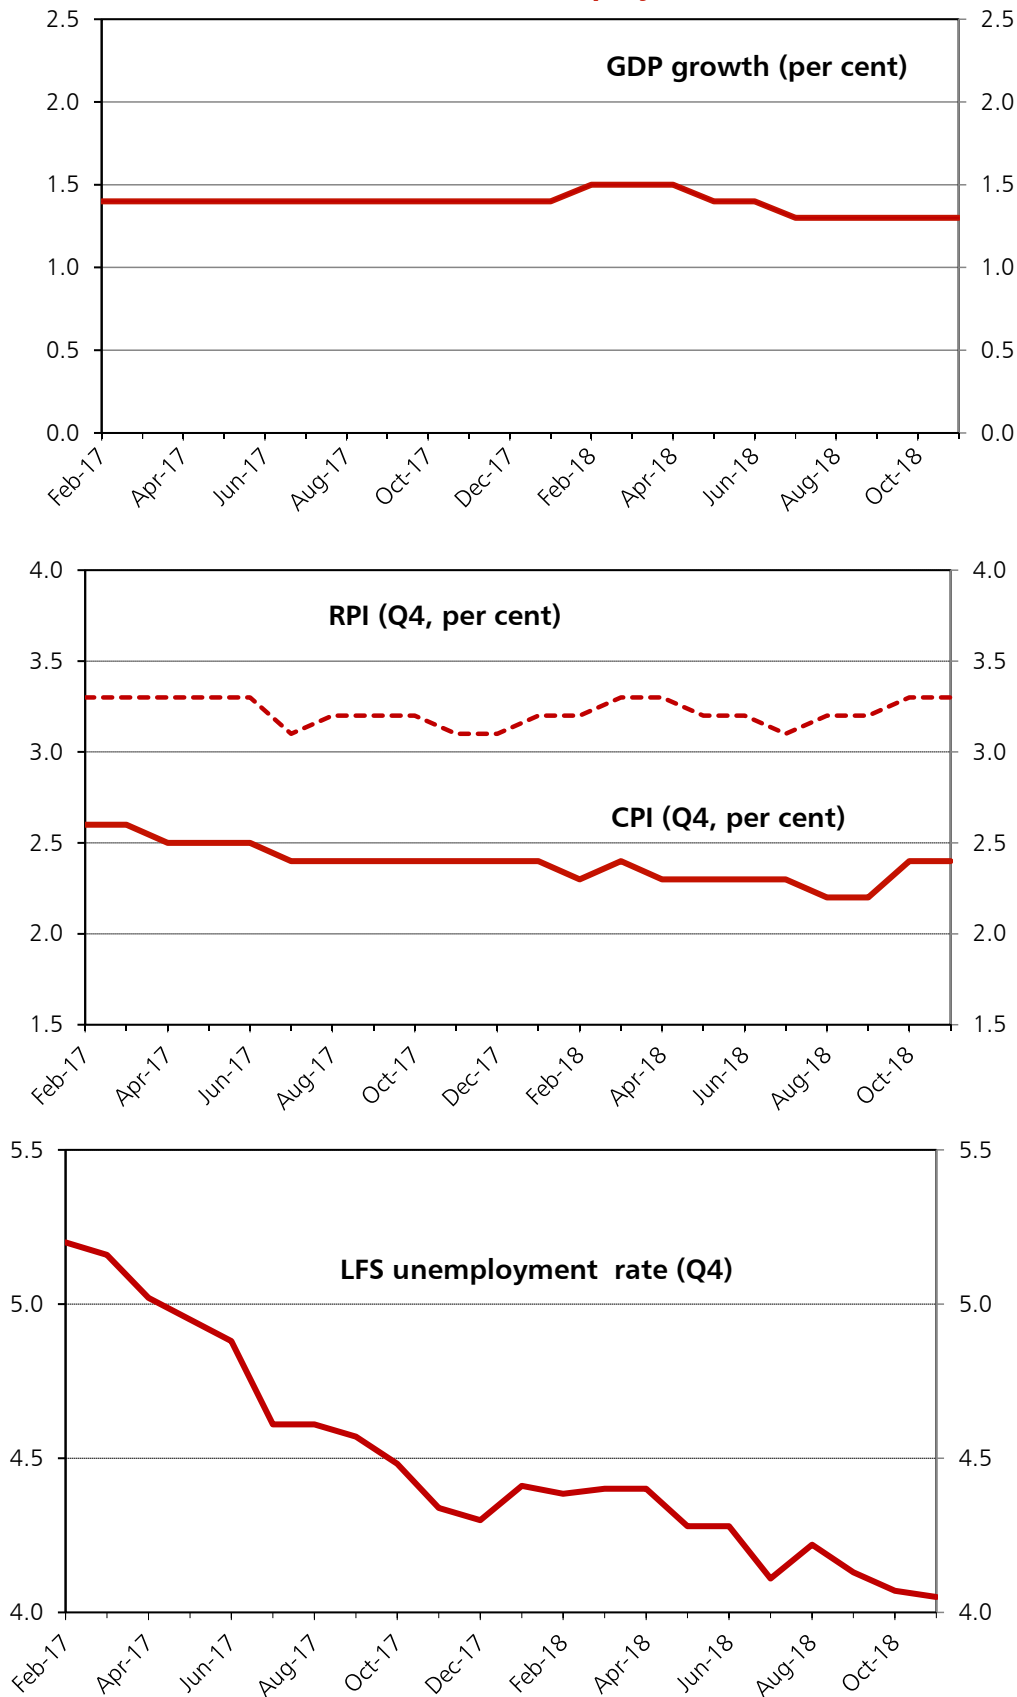 2.5 2.5
GDP growth (per cent)
2.0 2.0
1.5 1.5
1.0 1.0
0.5 0.5
0.0 0.0
Feb-17 Apr-17 Jun-17 Aug-17 Oct-17 Dec-17 Feb-18 Apr-18 Jun-18 Aug-18 Oct-18
4.0 4.0
RPI (Q4, per cent)
3.5 3.5
3.0 3.0
CPI (Q4, per cent)
2.5 2.5
2.0 2.0
1.5 1.5
Feb-17 Apr-17 Jun-17 Aug-17 Oct-17 Dec-17 Feb-18 Apr-18 Jun-18 Aug-18 Oct-18
5.5 5.5
LFS unemployment rate (Q4)
5.0 5.0
4.5 4.5
4.0 4.0
Feb-17 Apr-17 Jun-17 Aug-17 Oct-17 Dec-17 Feb-18 Apr-18 Jun-18 Aug-18 Oct-18